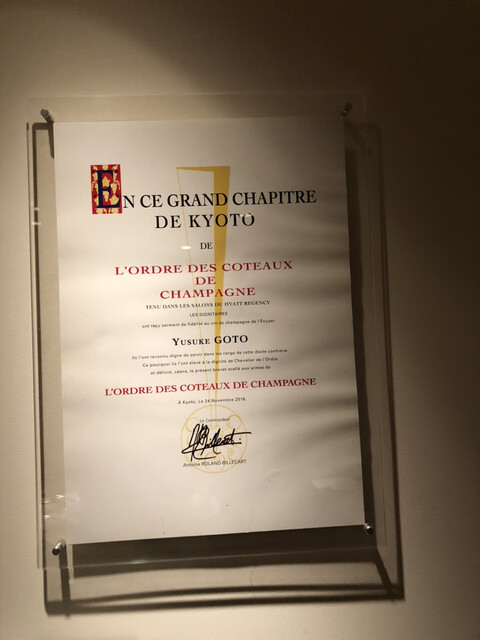 EN CE GRAND CHAPITRE
DE KYOTO
DE
L'ORDRE DES COTEAUX
DE
CHAMPAGNE
TENU DANS LES SALONS DU HYATT REGENCY
LES DIGNITAIRES
ont reçu serment de fidélité au vin de champagne de l'Écuyer
YUSUKE GOTO
Ils l'ont reconnu digne de servir dans les rangs de cette docte confrérie
Ce pourquoi ils l'ont élevé à la dignité de Chevalier de l'Ordre
et délivré, céans, le présent brevet scellé aux armes de
L'ORDRE DES COTEAUX DE CHAMPAGNE
A Kyoto, Le 24 Novembre 2016.
Le Commandeur
Antoine ROLAND-BILLECART